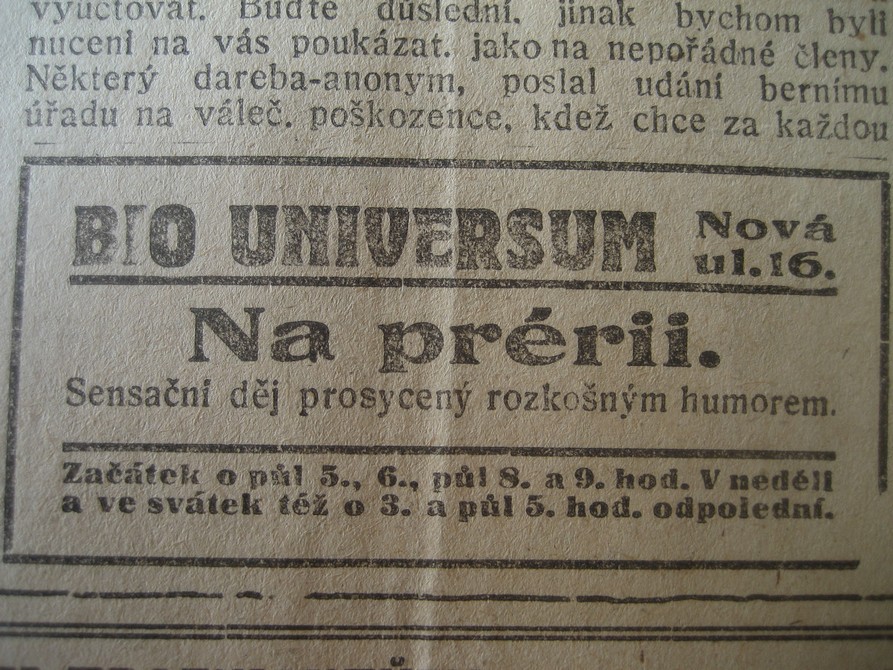 vyúčtovat. Buďte důslední, jinak bychom byli
nuceni na vás poukázat, jako na nepořádné členy.
Některý dareba-anonym, poslal udání bernímu
úřadu na váleč. poškozence, kdež chce za každou
BIO UNIVERSUM Nová
ul. 16.
Na prérii.
Sensační děj prosycený rozkošným humorem.
Začátek o půl 5., 6., půl 8. a 9. hod. V neděli
a ve svátek též o 3. a půl 5. hod. odpolední.